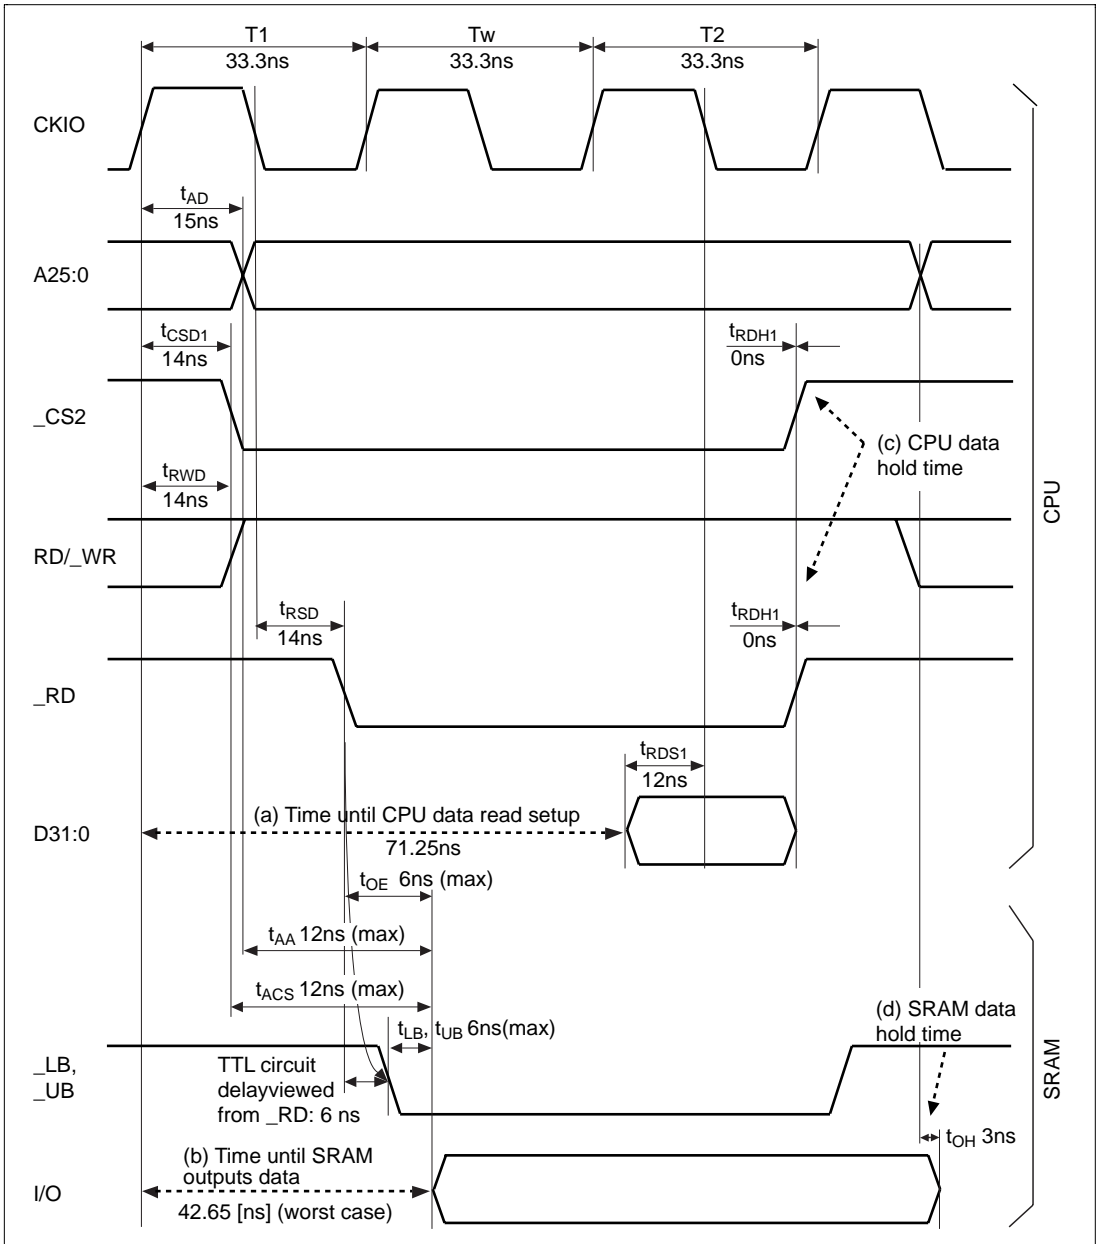 T1 Tw T2
33.3ns 33.3ns 33.3ns
CKIO
tAD
15ns
A25:0
tCSD1 tRDH1
14ns 0ns
_CS2
(c) CPU data
hold time
tRWD
14ns
RD/_WR
tRSD tRDH1
14ns 0ns
_RD
tRDS1
12ns
(a) Time until CPU data read setup
D31:0
71.25ns
CPU
tOE 6ns (max)
tAA 12ns (max)
tACS 12ns (max)
(d) SRAM data
hold time
tLB, tUB 6ns(max)
_LB,
_UB
TTL circuit
delayviewed
from _RD: 6 ns
tOH 3ns
(b) Time until SRAM
outputs data
I/O
42.65 [ns] (worst case)
SRAM